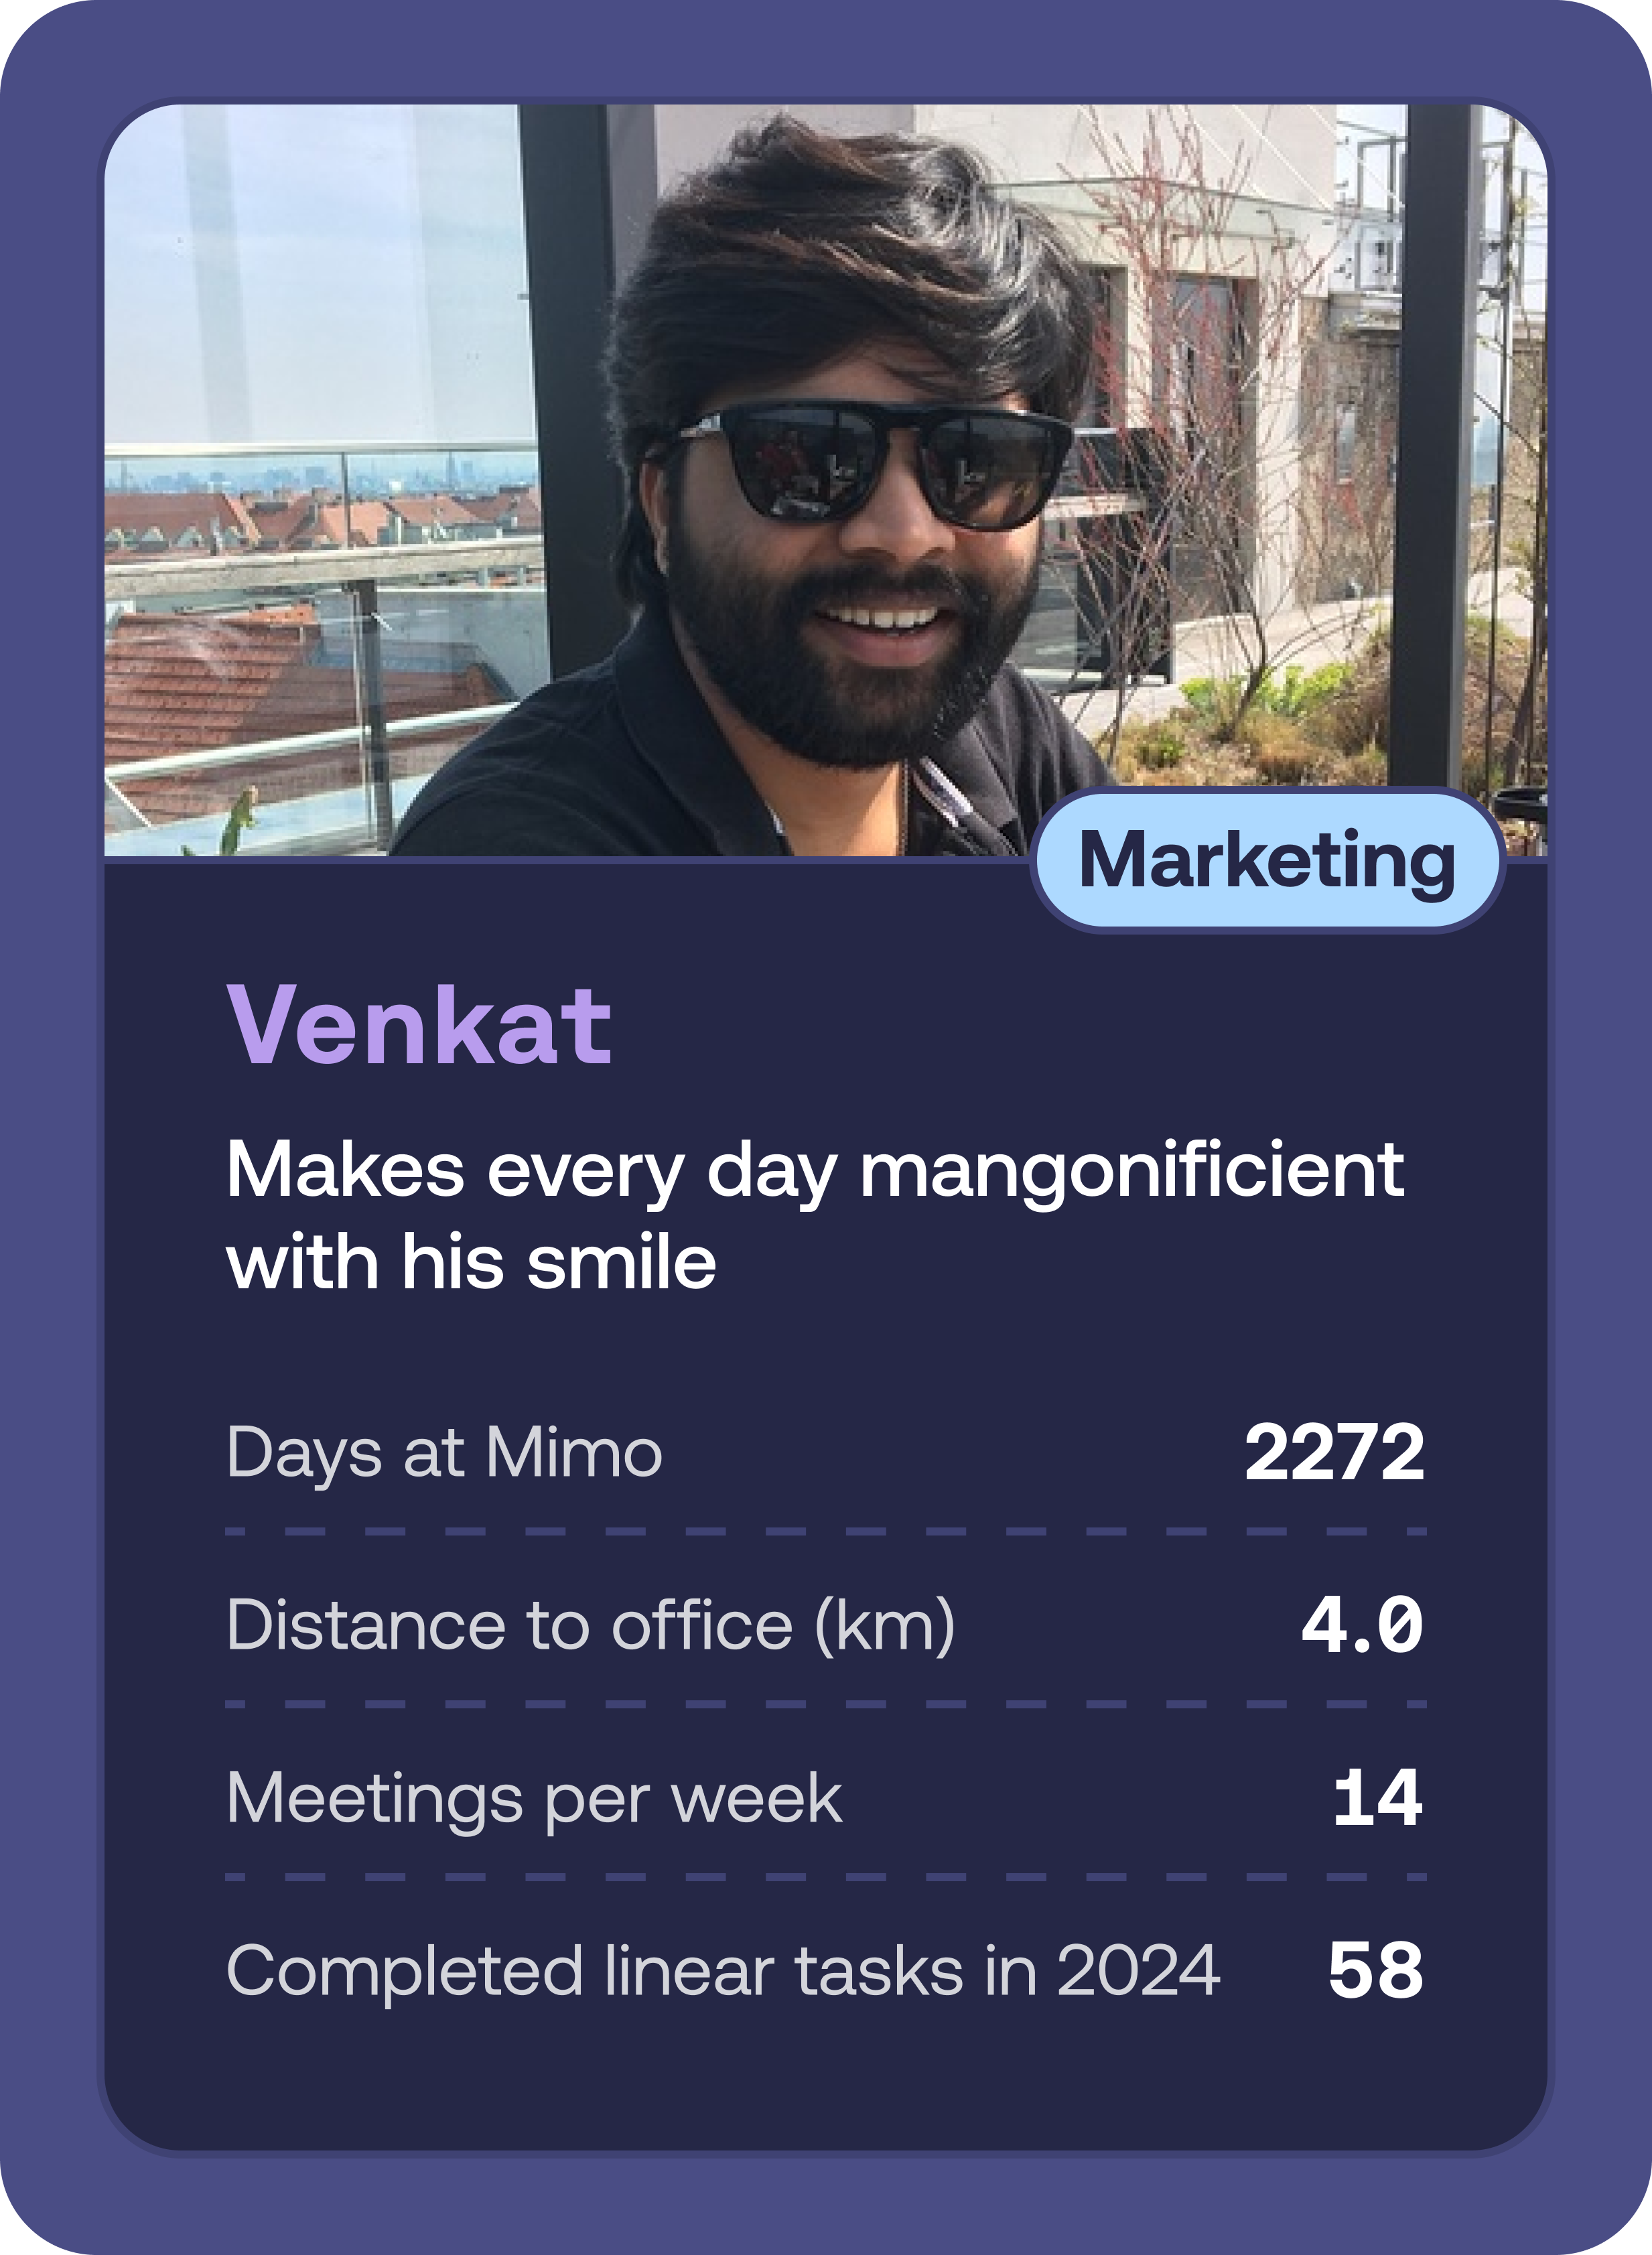 Marketing
Venkat
Makes every day mangonificient
with his smile
Days at Mimo 2272
Distance to office (km) 4.0
Meetings per week 14
Completed linear tasks in 2024 58